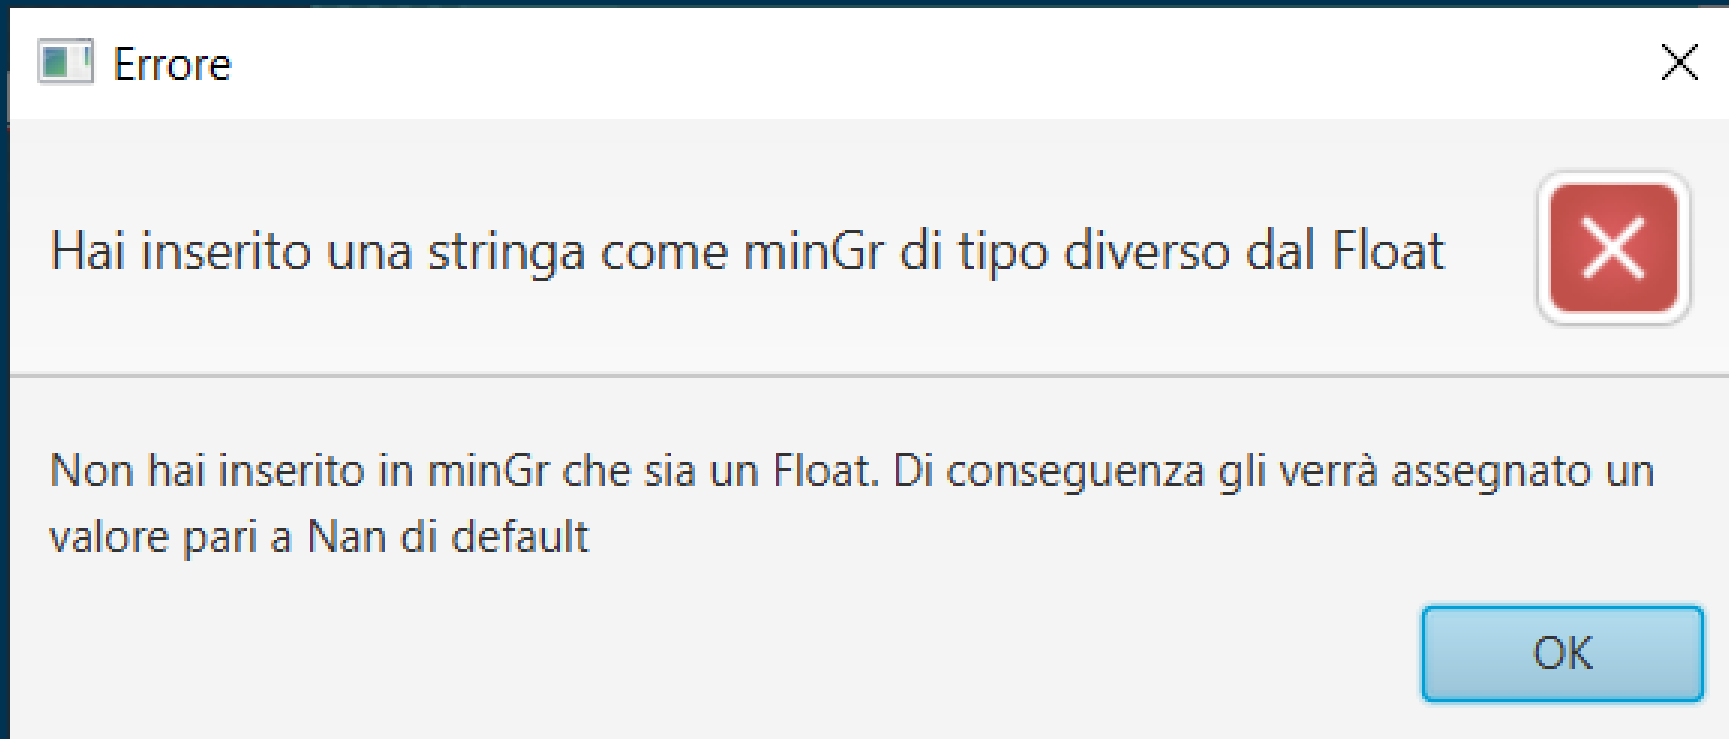 Errore
Hai inserito una stringa come minGr di tipo diverso dal Float
Non hai inserito in minGr che sia un Float. Di conseguenza gli verrà assegnato un
valore pari a Nan di default
OK